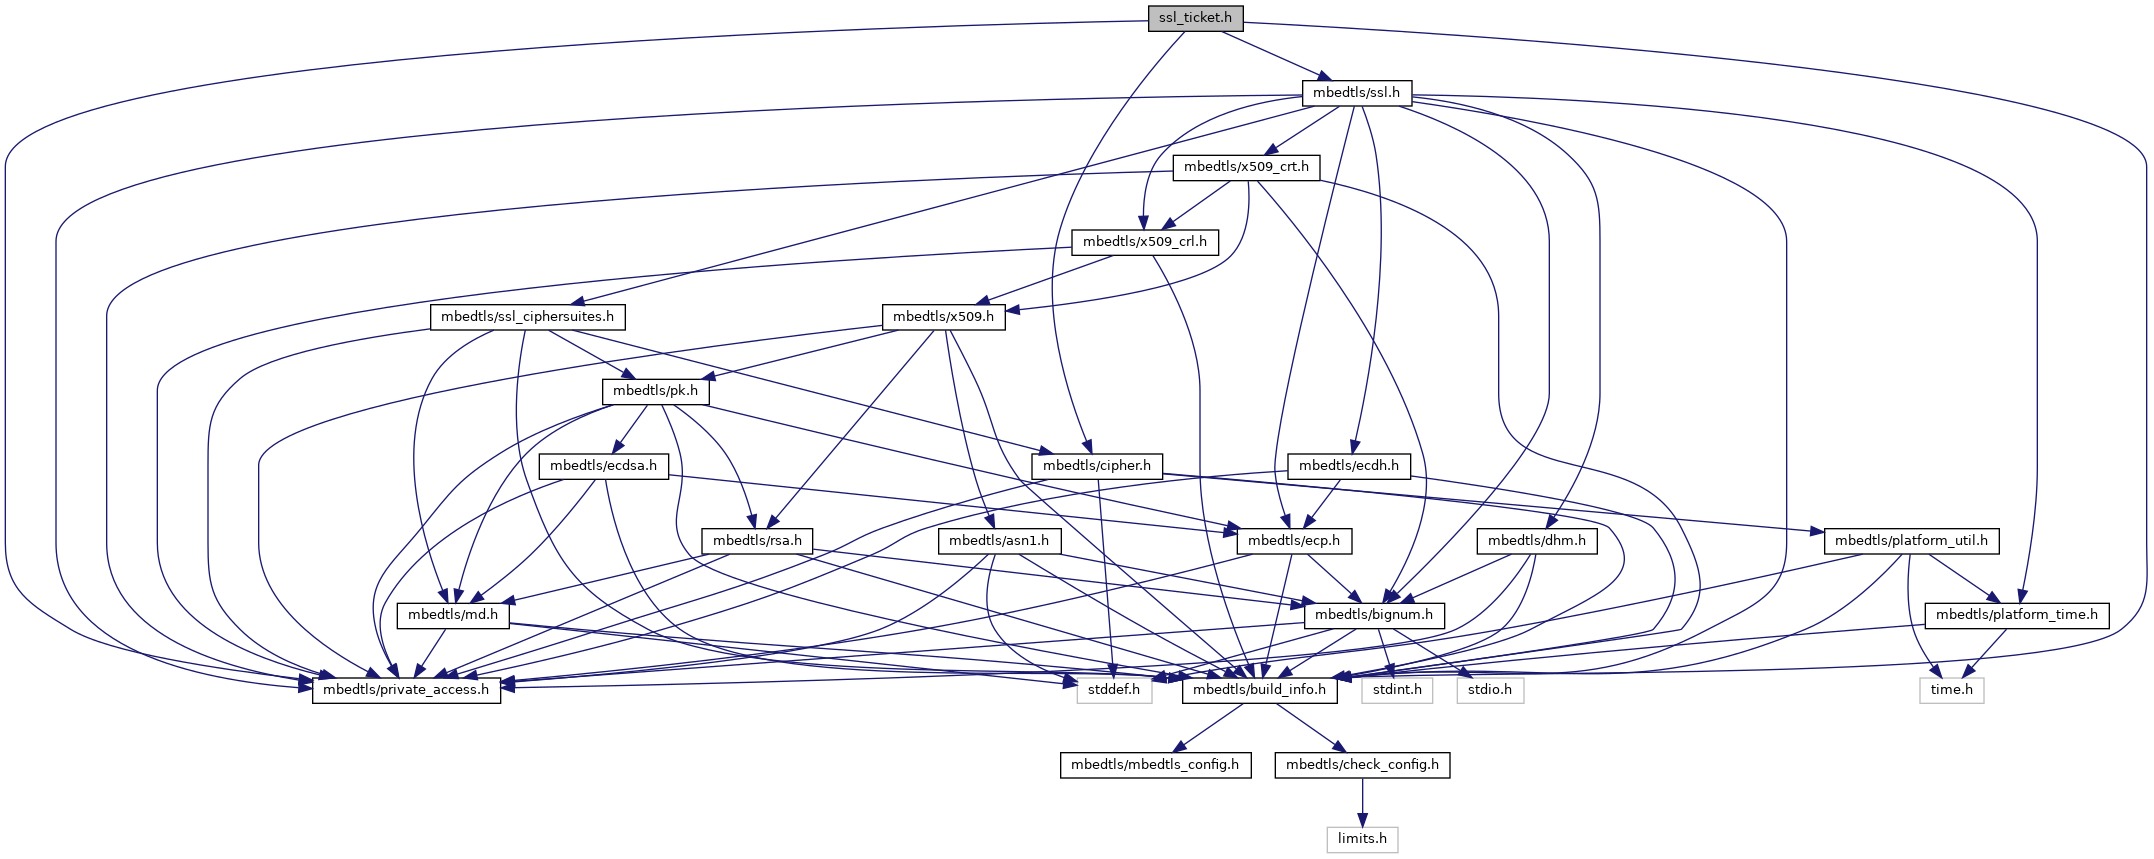 ssl_ticket.h
mbedtls/ssl.h
mbedtls/x509_crt.h
mbedtls/x509_crl.h
mbedtls/ssl_ciphersuites.h
mbedtls/x509.h
mbedtls/pk.h
mbedtls/ecdsa.h
mbedtls/cipher.h
mbedtls/ecdh.h
mbedtls/rsa.h
mbedtls/asn1.h
mbedtls/ecp.h
mbedtls/dhm.h
mbedtls/platform_util.h
mbedtls/md.h
mbedtls/bignum.h
mbedtls/platform_time.h
mbedtls/private_access.h
stddef.h
mbedtls/build_info.h
stdint.h
stdio.h
time.h
mbedtls/mbedtls_config.h
mbedtls/check_config.h
limits.h